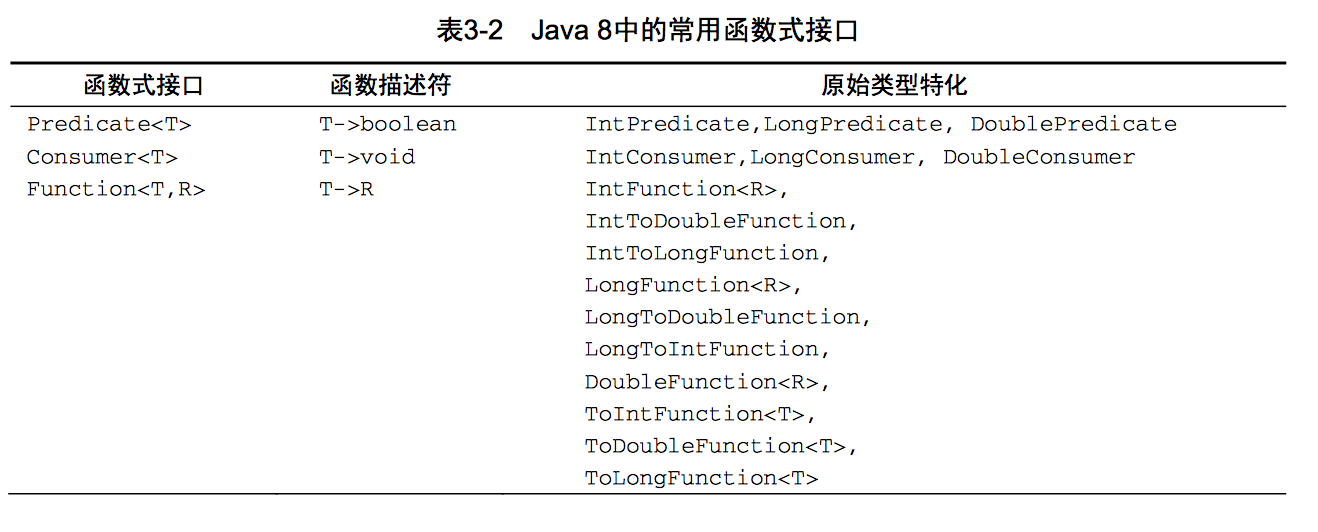 表3-2 Java 8中的常用函数式接口
函数式接口 函数描述符 原始类型特化
Predicate<T> T->boolean IntPredicate,LongPredicate, DoublePredicate
Consumer<T> T->void IntConsumer,LongConsumer, DoubleConsumer
Function<T,R> T->R IntFunction<R>,
IntToDoubleFunction,
IntToLongFunction,
LongFunction<R>,
LongToDoubleFunction,
LongToIntFunction,
DoubleFunction<R>,
ToIntFunction<T>,
ToDoubleFunction<T>,
ToLongFunction<T>